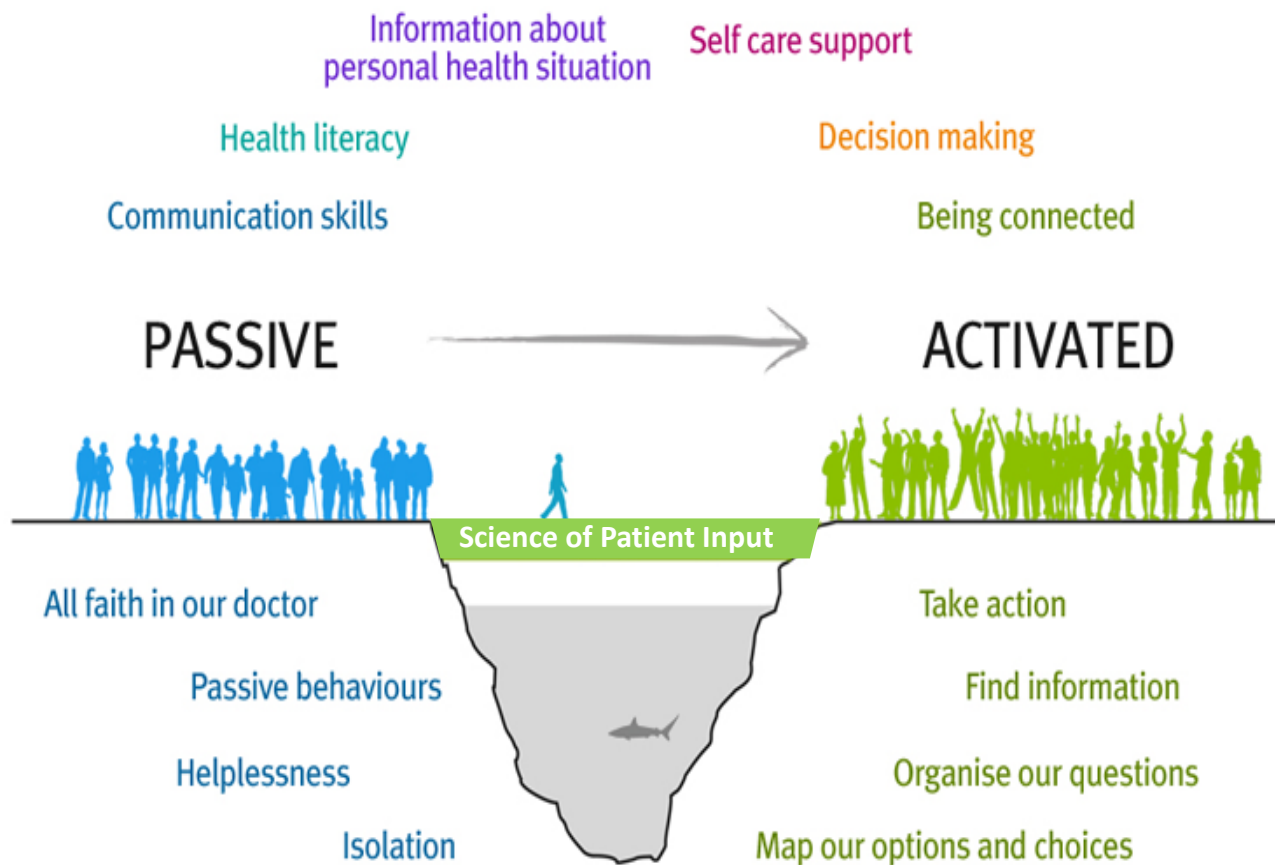 Information about
personal health situation
Self care support
Health literacy
Decision making
Communication skills
Being connected
PASSIVE
ACTIVATED
Science of Patient Input
All faith in our doctor
Take action
Passive behaviours
Find information
Helplessness
Organise our questions
Isolation
Map our options and choices